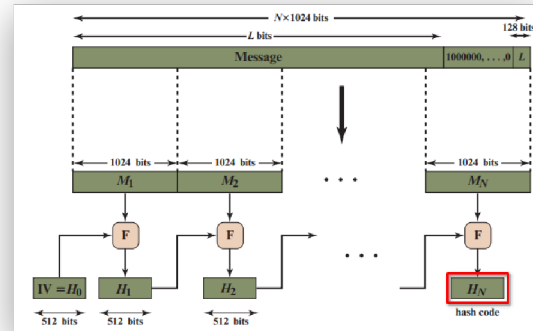 N×1024 bits
L bits
128 bits
Message
1000000, . . . ,0
L
1024 bits
1024 bits
1024 bits
M1
M2
. . .
MN
F
F
F
. . .
IV = H0
H1
H2
HN
hash code
512 bits
512 bits
512 bits